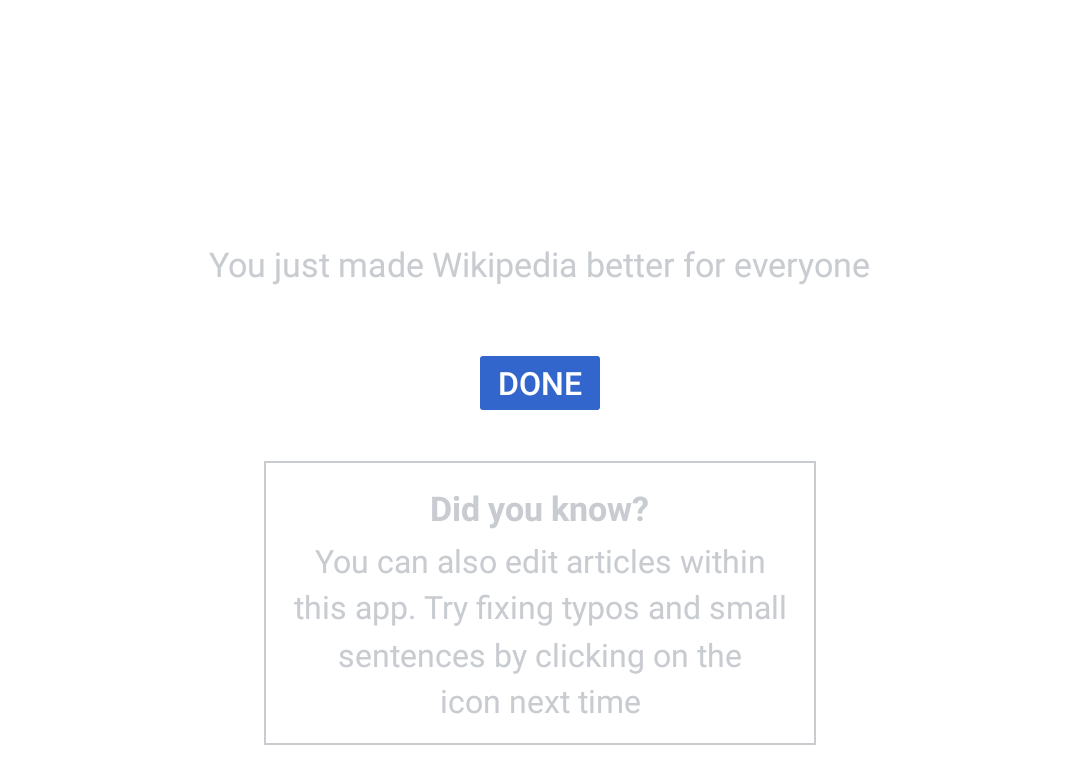 You just made Wikipedia better for everyone
DONE
Did you know?
You can also edit articles within
this app. Try fixing typos and small
sentences by clicking on the
icon next time